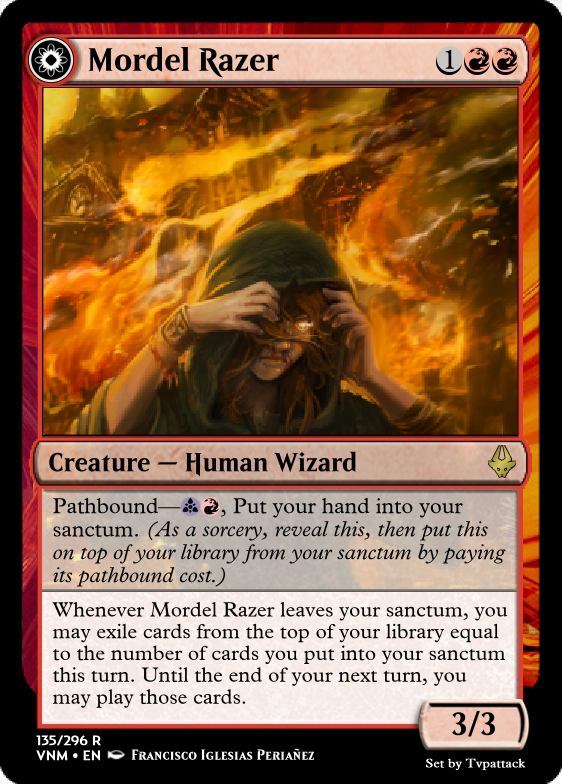 Mordel Razer
1
Creature — Human Wizard
Pathbound—, Put your hand into your
sanctum. (As a sorcery, reveal this, then put this
on top of your library from your sanctum by paying
its pathbound cost.)
Whenever Mordel Razer leaves your sanctum, you
may exile cards from the top of your library equal
to the number of cards you put into your sanctum
this turn. Until the end of your next turn, you
may play those cards.
3/3
135/296 R
VNM • EN Francisco Iglesias Periañez
Set by Tvpattack